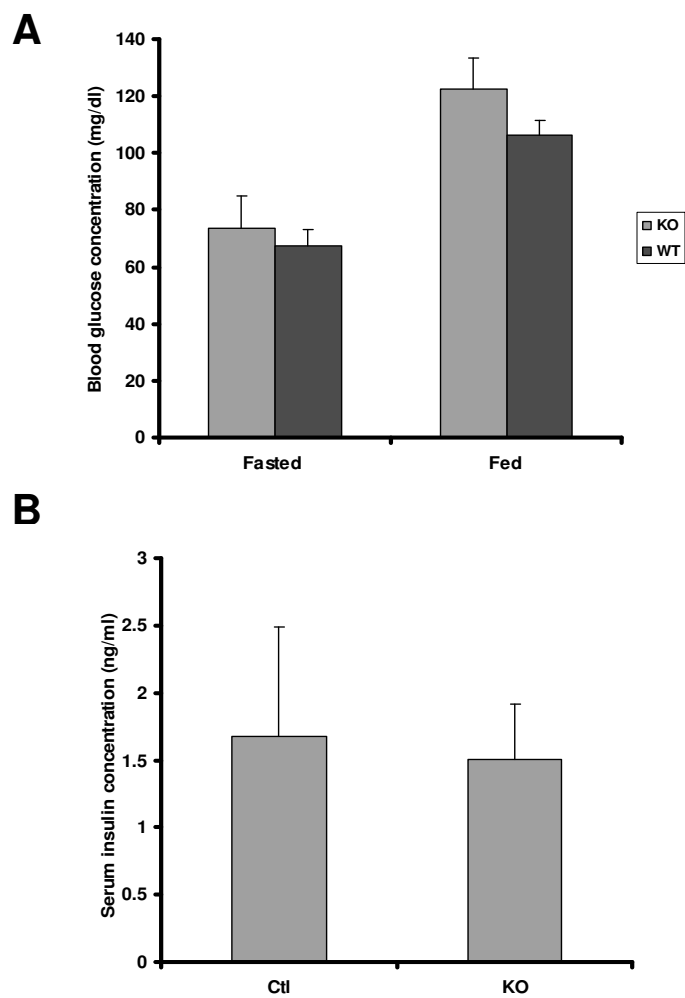 A
Blood glucose concentration (mg/dl)
140
120
100
80
60
40
20
0
Fasted Fed
KO
WT
B
Serum insulin concentration (ng/ml)
3
2.5
2
1.5
1
0.5
0
Ctl KO